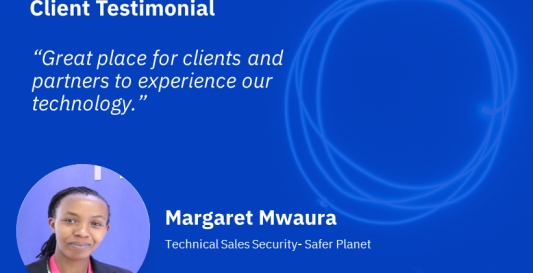 Client Testimonial
“Great place for clients and
partners to experience our
technology.”
Margaret Mwaura
Technical Sales Security- Safer Planet